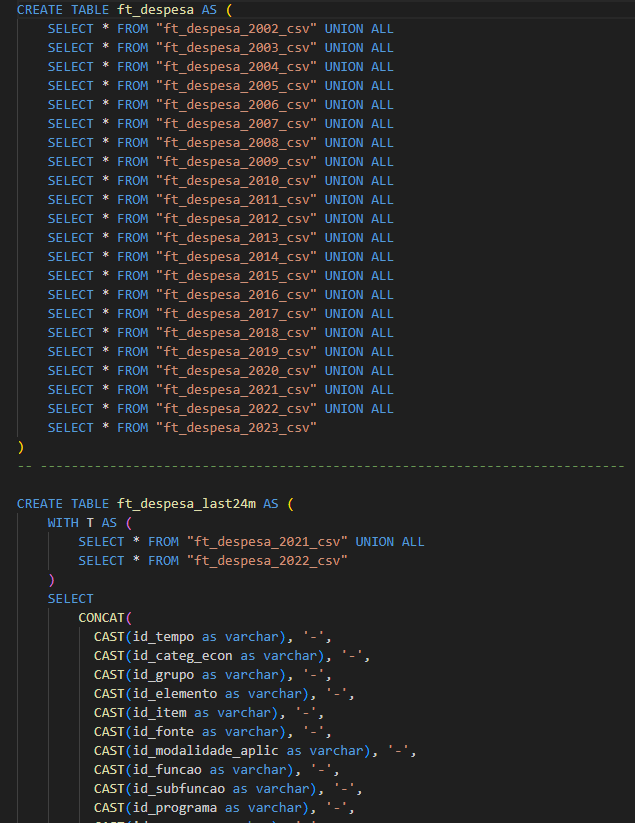 CREATE TABLE ft_despesa AS (
SELECT * FROM "ft_despesa_2002_csv" UNION ALL
SELECT * FROM "ft_despesa_2003_csv" UNION ALL
SELECT * FROM "ft_despesa_2004_csv" UNION ALL
SELECT * FROM "ft_despesa_2005_csv" UNION ALL
SELECT * FROM "ft_despesa_2006_csv" UNION ALL
SELECT * FROM "ft_despesa_2007_csv" UNION ALL
SELECT * FROM "ft_despesa_2008_csv" UNION ALL
SELECT * FROM "ft_despesa_2009_csv" UNION ALL
SELECT * FROM "ft_despesa_2010_csv" UNION ALL
SELECT * FROM "ft_despesa_2011_csv" UNION ALL
SELECT * FROM "ft_despesa_2012_csv" UNION ALL
SELECT * FROM "ft_despesa_2013_csv" UNION ALL
SELECT * FROM "ft_despesa_2014_csv" UNION ALL
SELECT * FROM "ft_despesa_2015_csv" UNION ALL
SELECT * FROM "ft_despesa_2016_csv" UNION ALL
SELECT * FROM "ft_despesa_2017_csv" UNION ALL
SELECT * FROM "ft_despesa_2018_csv" UNION ALL
SELECT * FROM "ft_despesa_2019_csv" UNION ALL
SELECT * FROM "ft_despesa_2020_csv" UNION ALL
SELECT * FROM "ft_despesa_2021_csv" UNION ALL
SELECT * FROM "ft_despesa_2022_csv" UNION ALL
SELECT * FROM "ft_despesa_2023_csv"
)
-- ----------------------------------------------------------------------------
CREATE TABLE ft_despesa_last24m AS (
WITH T AS (
SELECT * FROM "ft_despesa_2021_csv" UNION ALL
SELECT * FROM "ft_despesa_2022_csv"
)
SELECT
CONCAT(
CAST(id_tempo as varchar), '-',
CAST(id_categ_econ as varchar), '-',
CAST(id_grupo as varchar), '-',
CAST(id_elemento as varchar), '-',
CAST(id_item as varchar), '-',
CAST(id_fonte as varchar), '-',
CAST(id_modalidade_aplic as varchar), '-',
CAST(id_funcao as varchar), '-',
CAST(id_subfuncao as varchar), '-',
CAST(id_programa as varchar), '-',